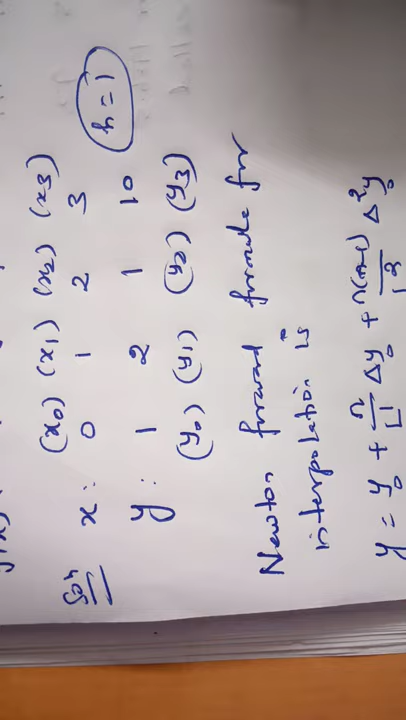 (x0) (x1) (x2) (x3)
Soln x : 0 1 2 3 h = 1
y : 1 2 1 10
(y0) (y1) (y2) (y3)
Newton forward formula for
interpolation is
y = y0 + n/⌊1 Δy0 + n(n-1)/⌊2 Δ²y0